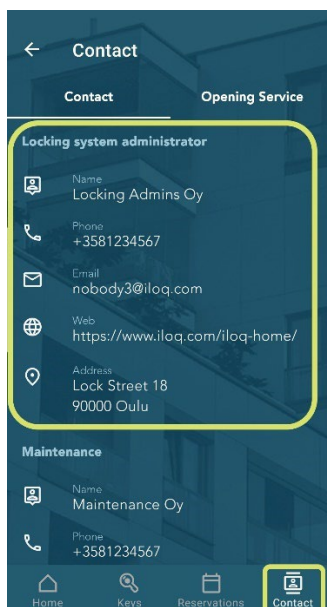 Contact
Contact
Opening Service
Locking system administrator
Name
Locking Admins Oy
Phone
+3581234567
Email
nobody3@iloq.com
Web
https://www.iloq.com/iloq-home/
Address
Lock Street 18
90000 Oulu
Maintenance
Name
Maintenance Oy
Phone
+3581234567
Home
Keys
Reservations
Contact